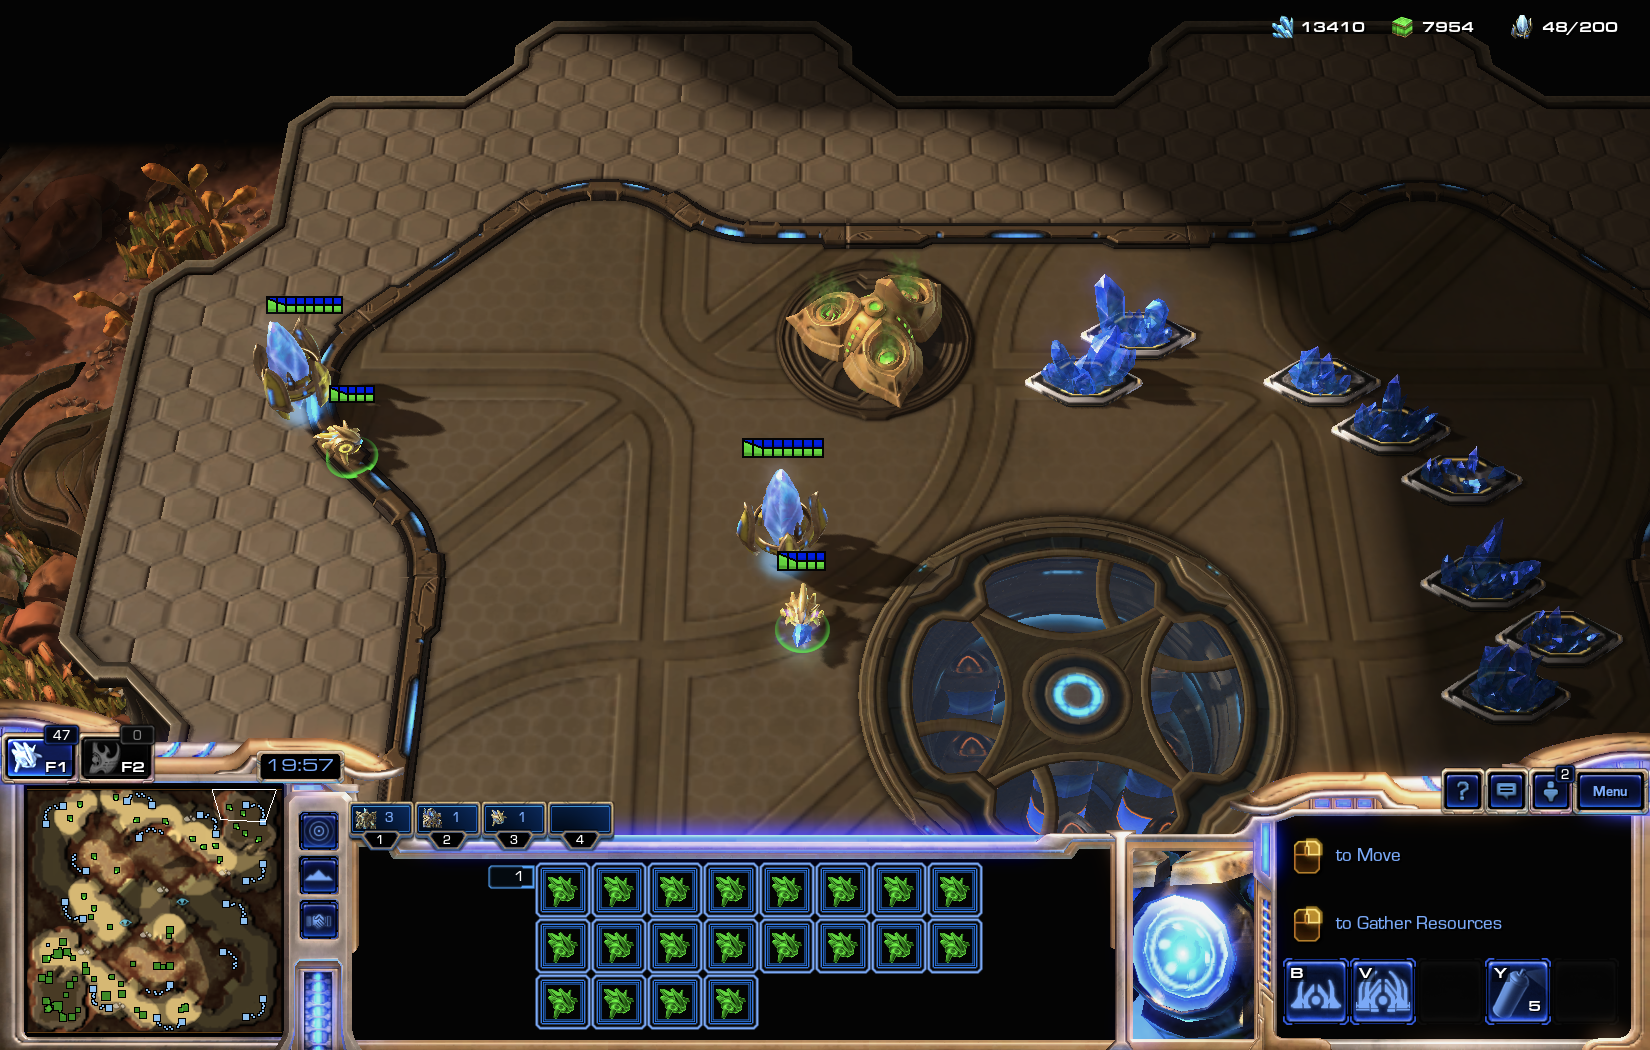 13410 7954 48/200
47 0
F1 F2
19:57
2
? Menu
3 1 1
1 2 3 4
1
to Move
to Gather Resources
B V Y
5